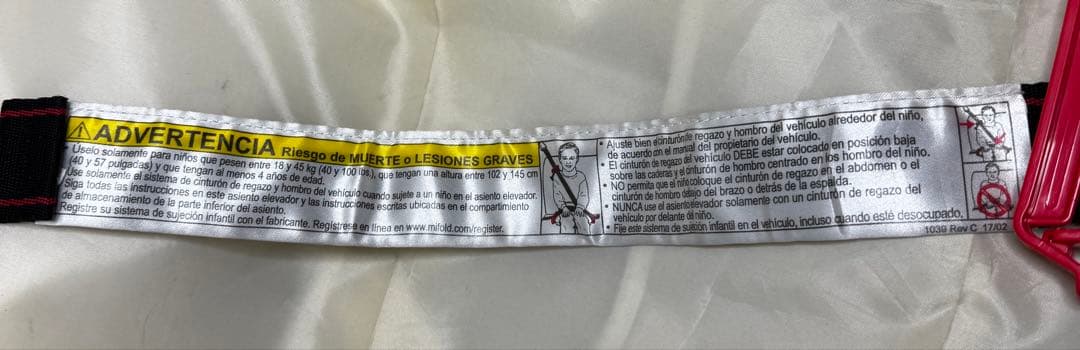 ADVERTENCIA Riesgo de MUERTE o LESIONES GRAVES
• Úselo solamente para niños que pesen entre 18 y 45 kg (40 y 100 lbs.), que tengan una altura entre 102 y 145 cm
(40 y 57 pulgadas) y que tengan al menos 4 años de edad.
Use solamente el sistema de cinturón de regazo y hombro del vehículo cuando sujete a un niño en el asiento elevador.
Siga todas las instrucciones en este asiento elevador y las instrucciones escritas ubicadas en el compartimiento
de almacenamiento de la parte inferior del asiento.
Registre su sistema de sujeción infantil con el fabricante. Regístrese en línea en www.mifold.com/register.
• Ajuste bien el cinturón de regazo y hombro del vehículo alrededor del niño,
de acuerdo con el manual del propietario del vehículo.
• El cinturón de regazo del vehículo DEBE estar colocado en posición baja
sobre las caderas y el cinturón de hombro centrado en los hombro del niño.
• NO permita que el niño coloque el cinturón de regazo en el abdomen o el
cinturón de hombro debajo del brazo o detrás de la espalda.
• NUNCA use el asiento elevador solamente con un cinturón de regazo del
vehículo por delante del niño.
• Fije este sistema de sujeción infantil en el vehículo, incluso cuando esté desocupado.
1039 Rev C 17/02